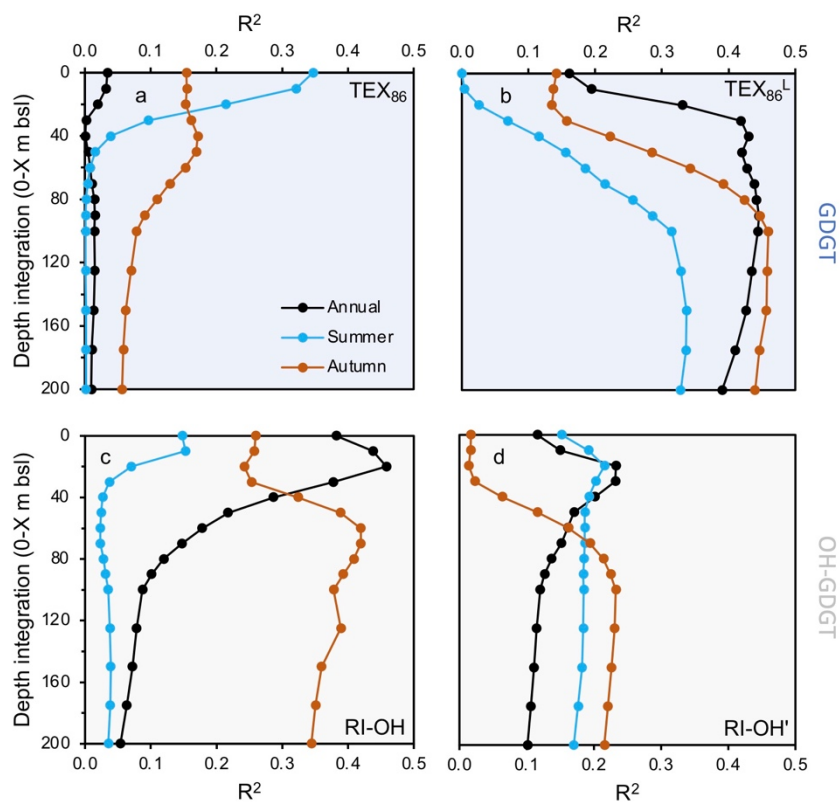 R²
R²
0.0 0.1 0.2 0.3 0.4 0.5
0.0 0.1 0.2 0.3 0.4 0.5
0
40
80
120
160
200
Depth integration (0-X m bsl)
a
TEX₈₆
Annual
Summer
Autumn
b
TEX₈₆ᴸ
GDGT
0
40
80
120
160
200
Depth integration (0-X m bsl)
c
RI-OH
d
RI-OH'
OH-GDGT
0.0 0.1 0.2 0.3 0.4 0.5
0.0 0.1 0.2 0.3 0.4 0.5
R²
R²